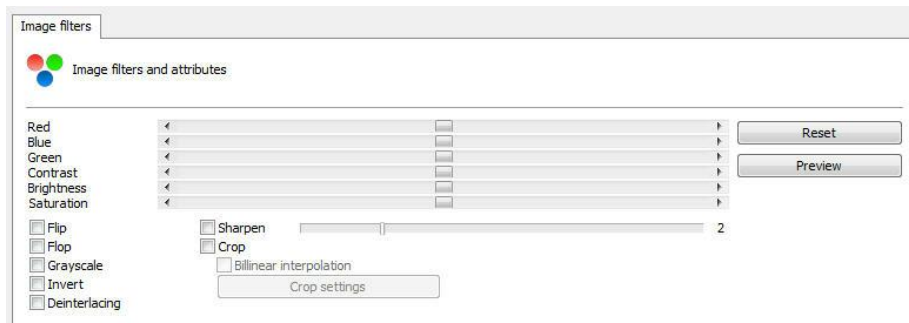 Image filters
Image filters and attributes
Red
Blue
Green
Contrast
Brightness
Saturation
Reset
Preview
Flip
Flop
Grayscale
Invert
Deinterlacing
Sharpen
2
Crop
Billinear interpolation
Crop settings